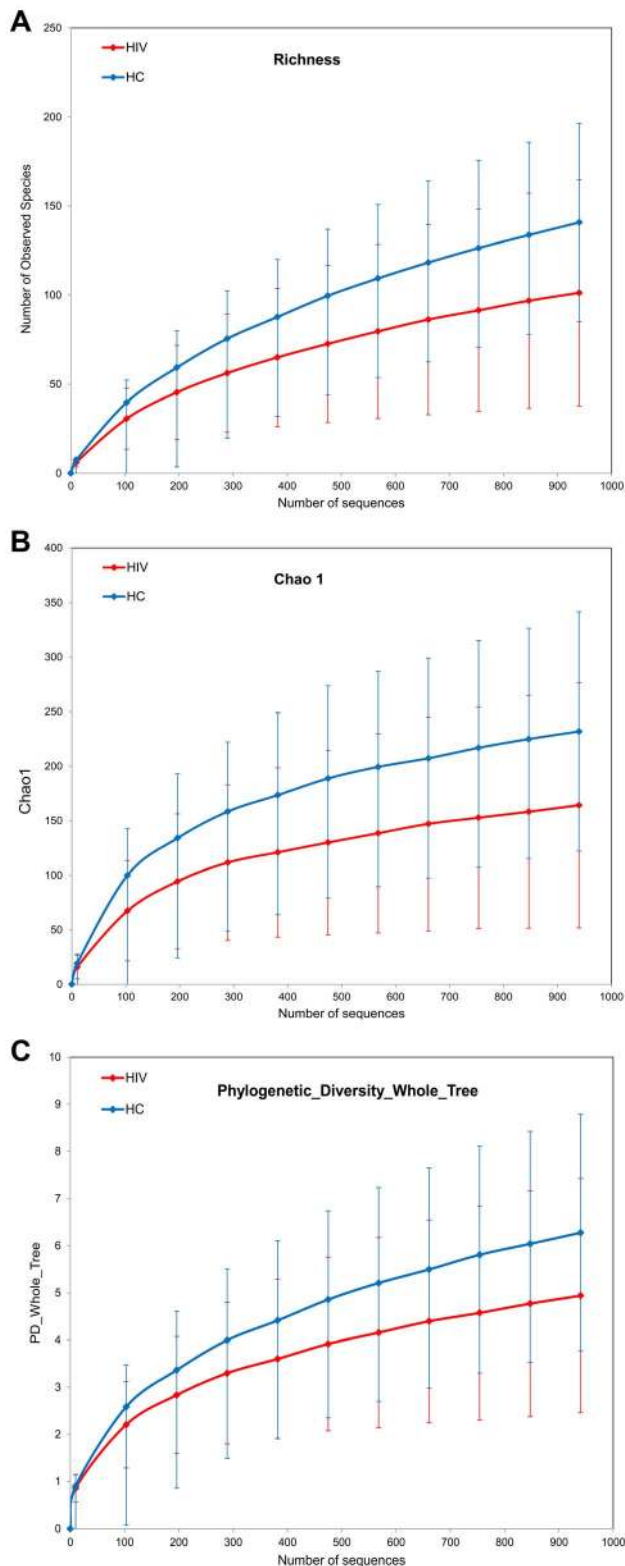 A
Richness
HIV
HC
Number of Observed Species
250
200
150
100
50
0
0 100 200 300 400 500 600 700 800 900 1000
Number of sequences
B
Chao 1
HIV
HC
Chao1
400
350
300
250
200
150
100
50
0
0 100 200 300 400 500 600 700 800 900 1000
Number of sequences
C
Phylogenetic_Diversity_Whole_Tree
HIV
HC
PD_Whole_Tree
10
9
8
7
6
5
4
3
2
1
0
0 100 200 300 400 500 600 700 800 900 1000
Number of sequences